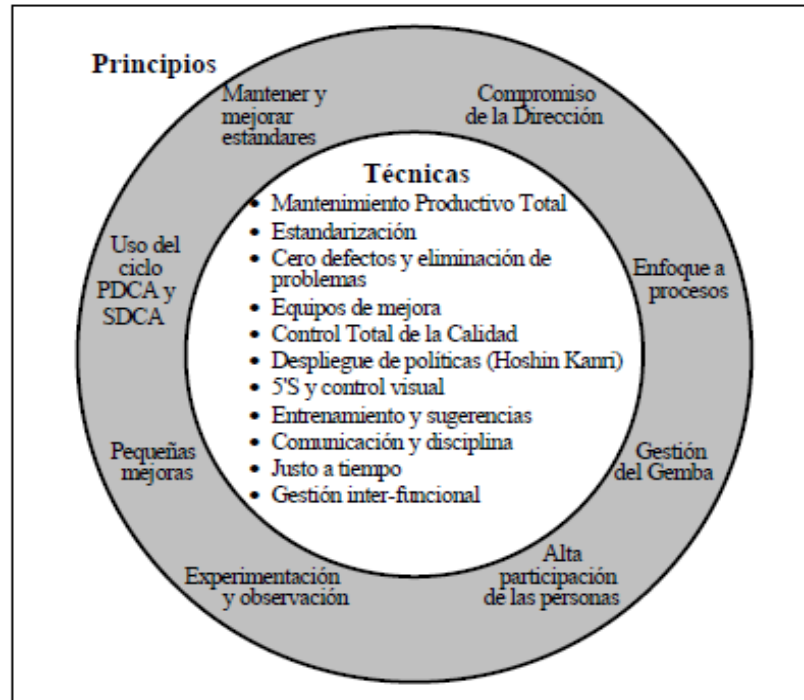 Principios
Mantener y
mejorar
estándares
Compromiso
de la Dirección
Técnicas
• Mantenimiento Productivo Total
• Estandarización
• Cero defectos y eliminación de
problemas
• Equipos de mejora
• Control Total de la Calidad
• Despliegue de políticas (Hoshin Kanri)
• 5'S y control visual
• Entrenamiento y sugerencias
• Comunicación y disciplina
• Justo a tiempo
• Gestión inter-funcional
Uso del
ciclo
PDCA y
SDCA
Enfoque a
procesos
Pequeñas
mejoras
Gestión
del Gemba
Experimentación
y observación
Alta
participación
de las personas